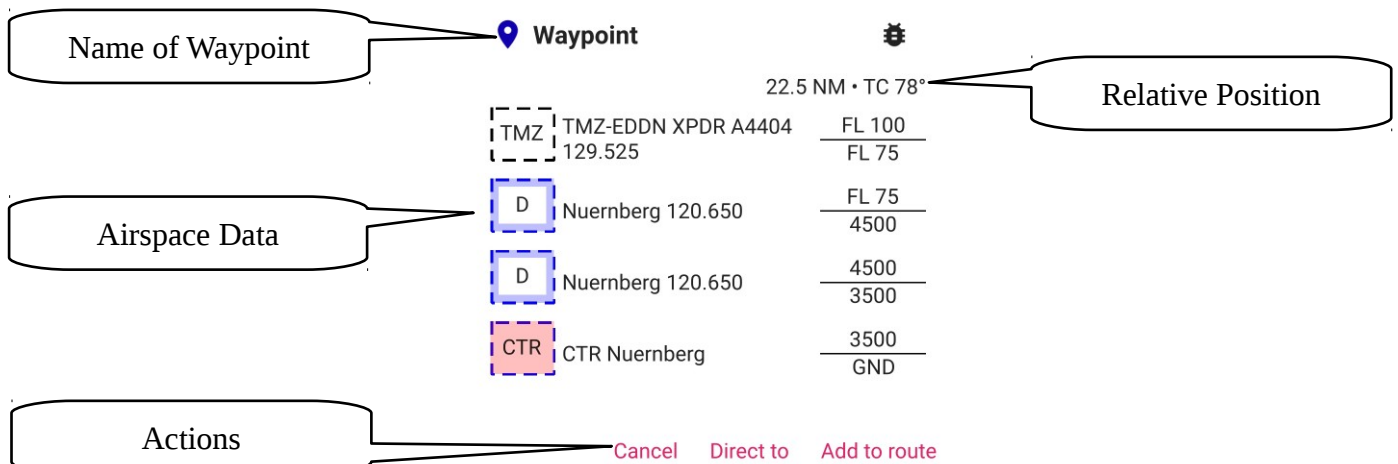 Name of Waypoint
Waypoint
22.5 NM • TC 78°
Relative Position
TMZ
TMZ-EDDN XPDR A4404
129.525
FL 100
FL 75
Airspace Data
D
Nuernberg 120.650
FL 75
4500
D
Nuernberg 120.650
4500
3500
CTR
CTR Nuernberg
3500
GND
Actions
Cancel Direct to Add to route